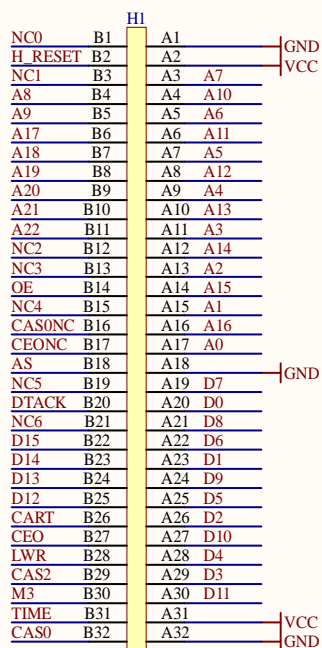 H1
NC0 B1 A1 GND
H_RESET B2 A2 VCC
NC1 B3 A3 A7
A8 B4 A4 A10
A9 B5 A5 A6
A17 B6 A6 A11
A18 B7 A7 A5
A19 B8 A8 A12
A20 B9 A9 A4
A21 B10 A10 A13
A22 B11 A11 A3
NC2 B12 A12 A14
NC3 B13 A13 A2
OE B14 A14 A15
NC4 B15 A15 A1
CAS0NC B16 A16 A16
CEONC B17 A17 A0
AS B18 A18 GND
NC5 B19 A19 D7
DTACK B20 A20 D0
NC6 B21 A21 D8
D15 B22 A22 D6
D14 B23 A23 D1
D13 B24 A24 D9
D12 B25 A25 D5
CART B26 A26 D2
CEO B27 A27 D10
LWR B28 A28 D4
CAS2 B29 A29 D3
M3 B30 A30 D11
TIME B31 A31 VCC
CAS0 B32 A32 GND